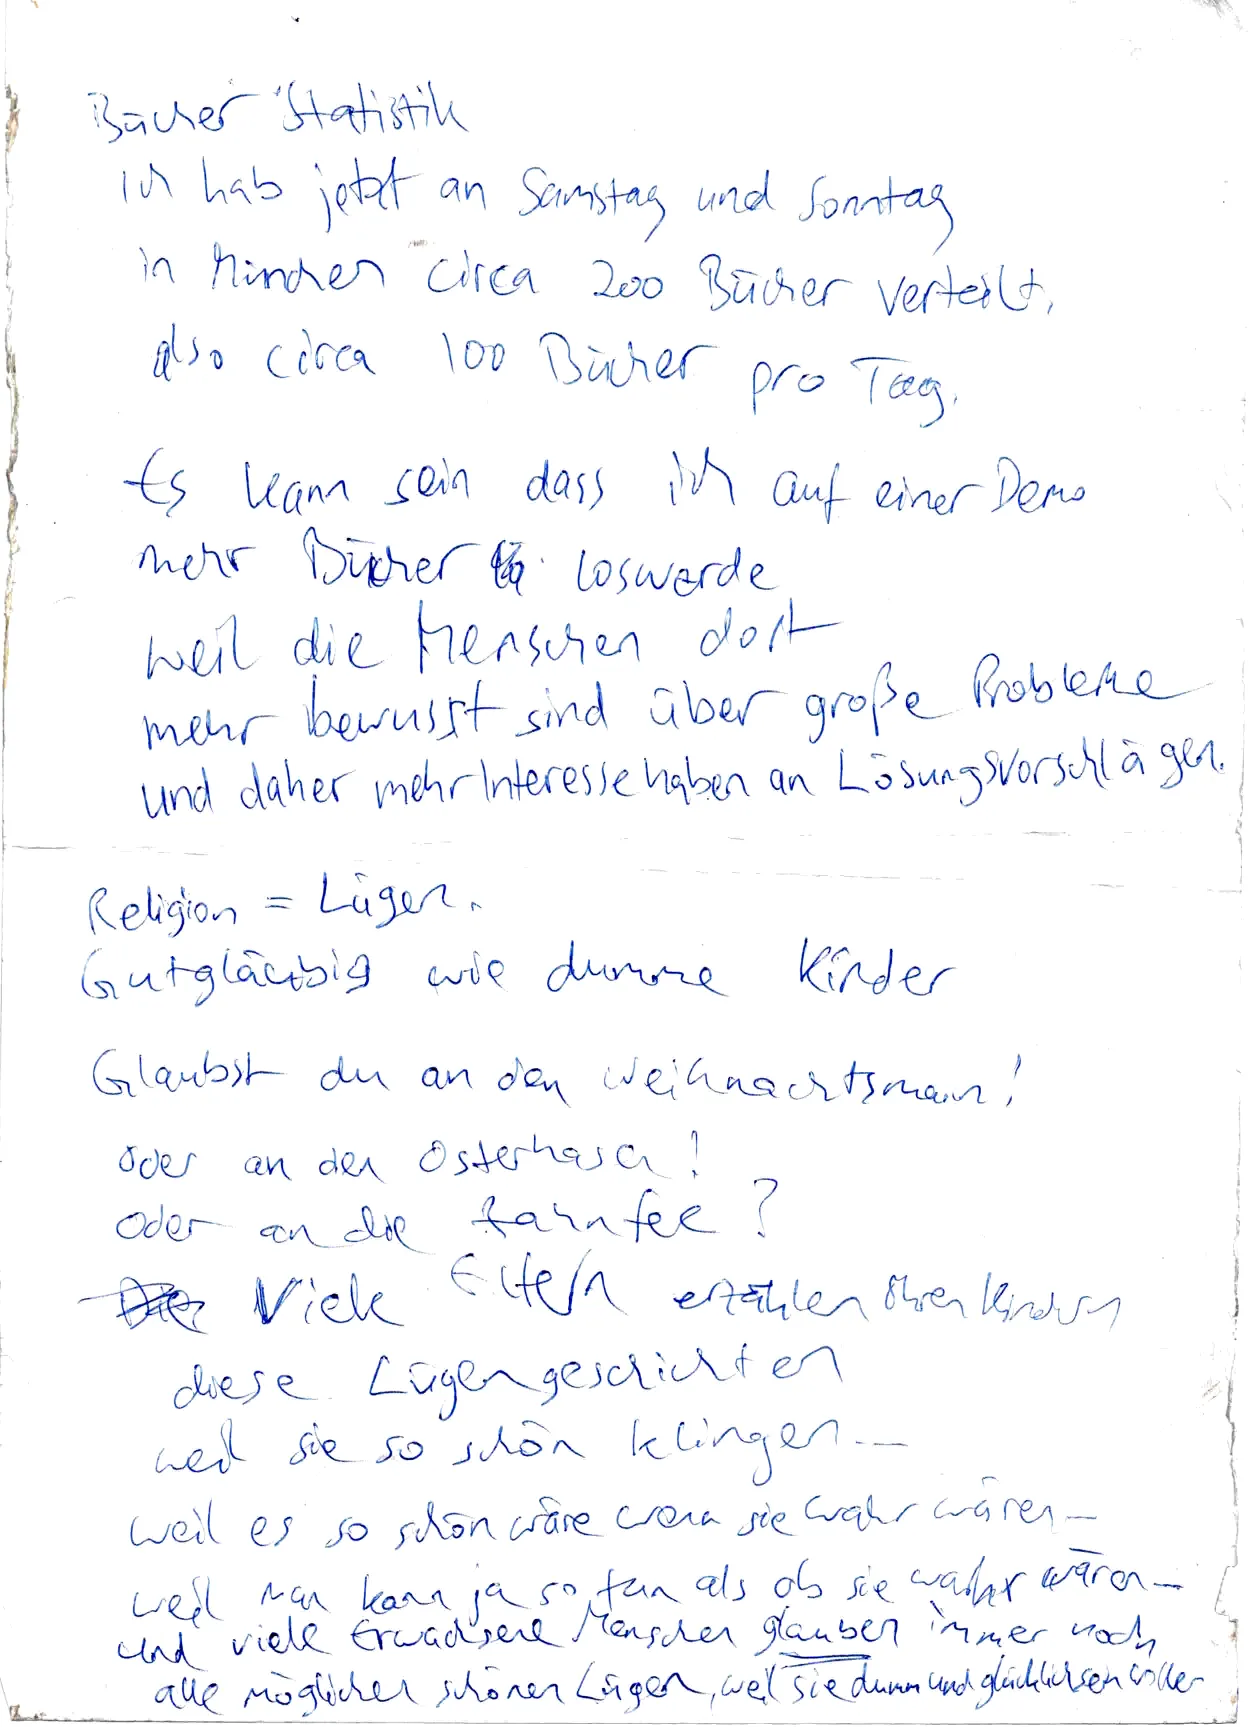 Bücher Statistik
Ich hab jetzt an Samstag und Sonntag
in München circa 200 Bücher verteilt,
also circa 100 Bücher pro Tag.
Es kann sein dass ich auf einer Demo
mehr Bücher loswerde
weil die Menschen dort
mehr bewusst sind über große Probleme
und daher mehr Interesse haben an Lösungsvorschlägen.
Religion = Lügen.
Gutgläubig wie dumme Kinder
Glaubst du an den Weihnachtsmann!
oder an den Osterhasen!
oder an die Zahnfee?
Viele Eltern erzählen ihren Kindern
diese Lügengeschichten
weil sie so schön klingen...
weil es so schön wäre wenn sie wahr wären...
weil man kann ja so tun als ob sie wahr wären...
und viele Erwachsene Menschen glauben immer noch
alle möglichen schönen Lügen, weil sie dumm und glücklich sein wollen